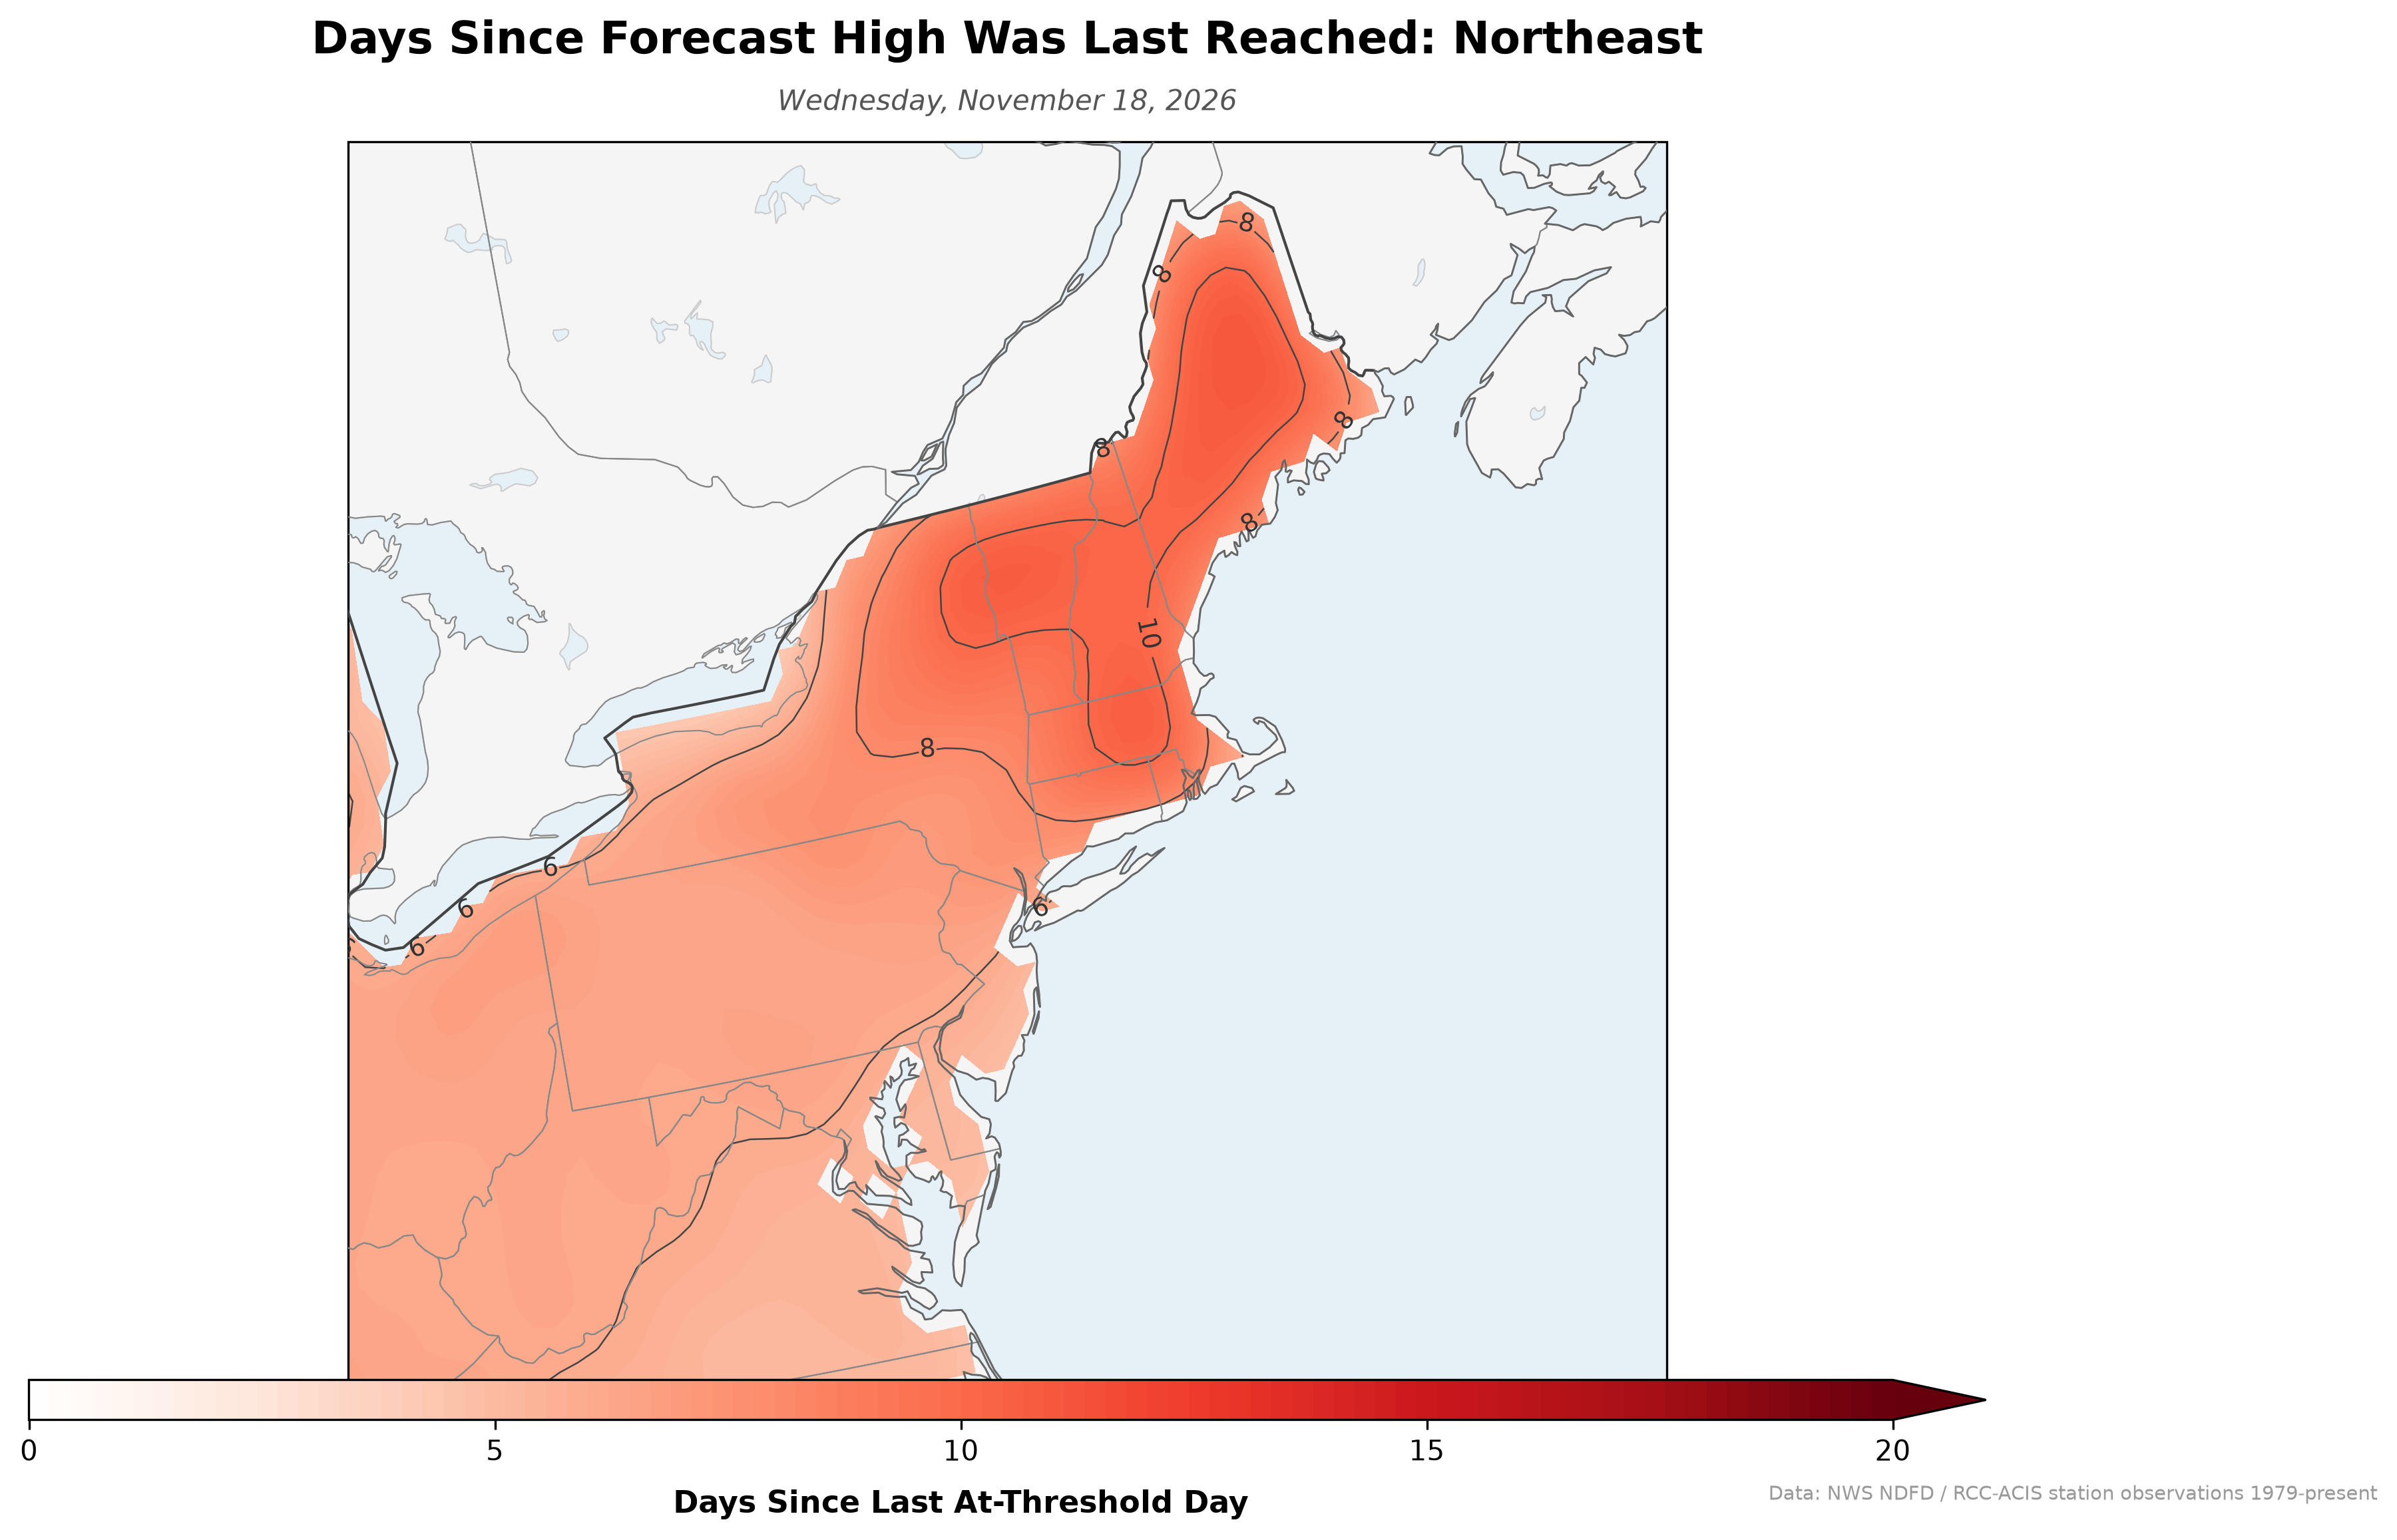 Days Since Forecast High Was Last Reached: Northeast
Wednesday, November 18, 2026
8
8
8
8
8
10
8
6
6
6
6
0 5 10 15 20
Days Since Last At-Threshold Day
Data: NWS NDFD / RCC-ACIS station observations 1979-present